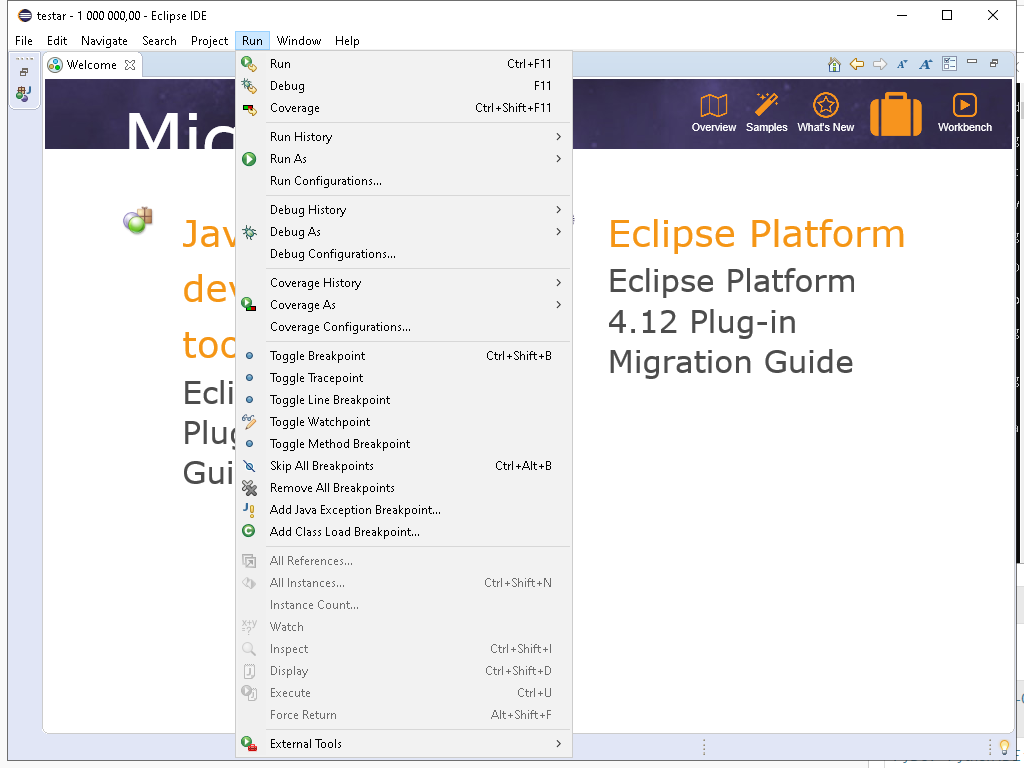 testar - 1 000 000,00 - Eclipse IDE
File Edit Navigate Search Project Run Window Help
Welcome
Mic
Overview Samples What's New Workbench
Run Ctrl+F11
Debug F11
Coverage Ctrl+Shift+F11
Run History
Run As
Run Configurations...
Debug History
Debug As
Debug Configurations...
Coverage History
Coverage As
Coverage Configurations...
Toggle Breakpoint Ctrl+Shift+B
Toggle Tracepoint
Toggle Line Breakpoint
Toggle Watchpoint
Toggle Method Breakpoint
Skip All Breakpoints Ctrl+Alt+B
Remove All Breakpoints
Add Java Exception Breakpoint...
Add Class Load Breakpoint...
All References...
All Instances... Ctrl+Shift+N
Instance Count...
Watch
Inspect Ctrl+Shift+I
Display Ctrl+Shift+D
Execute Ctrl+U
Force Return Alt+Shift+F
External Tools
Jav
dev
too
Ecli
Plug
Gui
Eclipse Platform
Eclipse Platform
4.12 Plug-in
Migration Guide